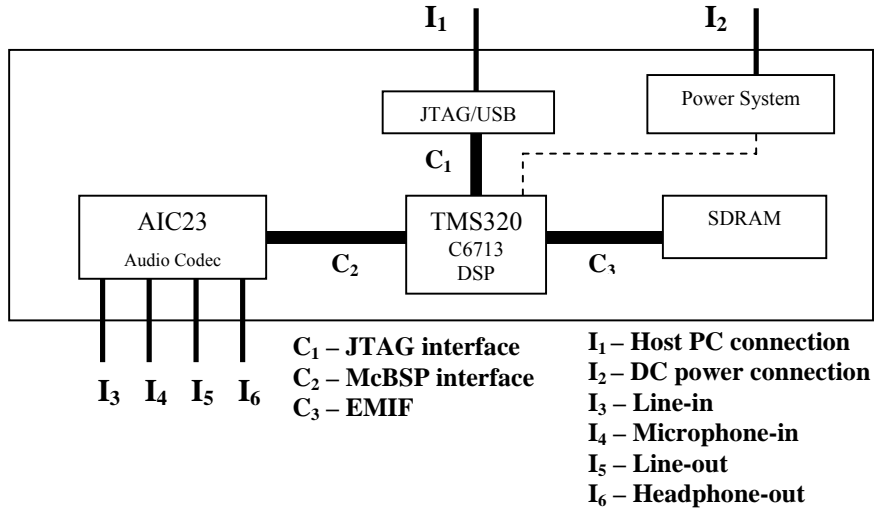 I₁ I₂
Power System
JTAG/USB
C₁
AIC23
Audio Codec
TMS320
C6713
DSP
SDRAM
C₂
C₃
I₃ I₄ I₅ I₆
C₁ – JTAG interface
C₂ – McBSP interface
C₃ – EMIF
I₁ – Host PC connection
I₂ – DC power connection
I₃ – Line-in
I₄ – Microphone-in
I₅ – Line-out
I₆ – Headphone-out